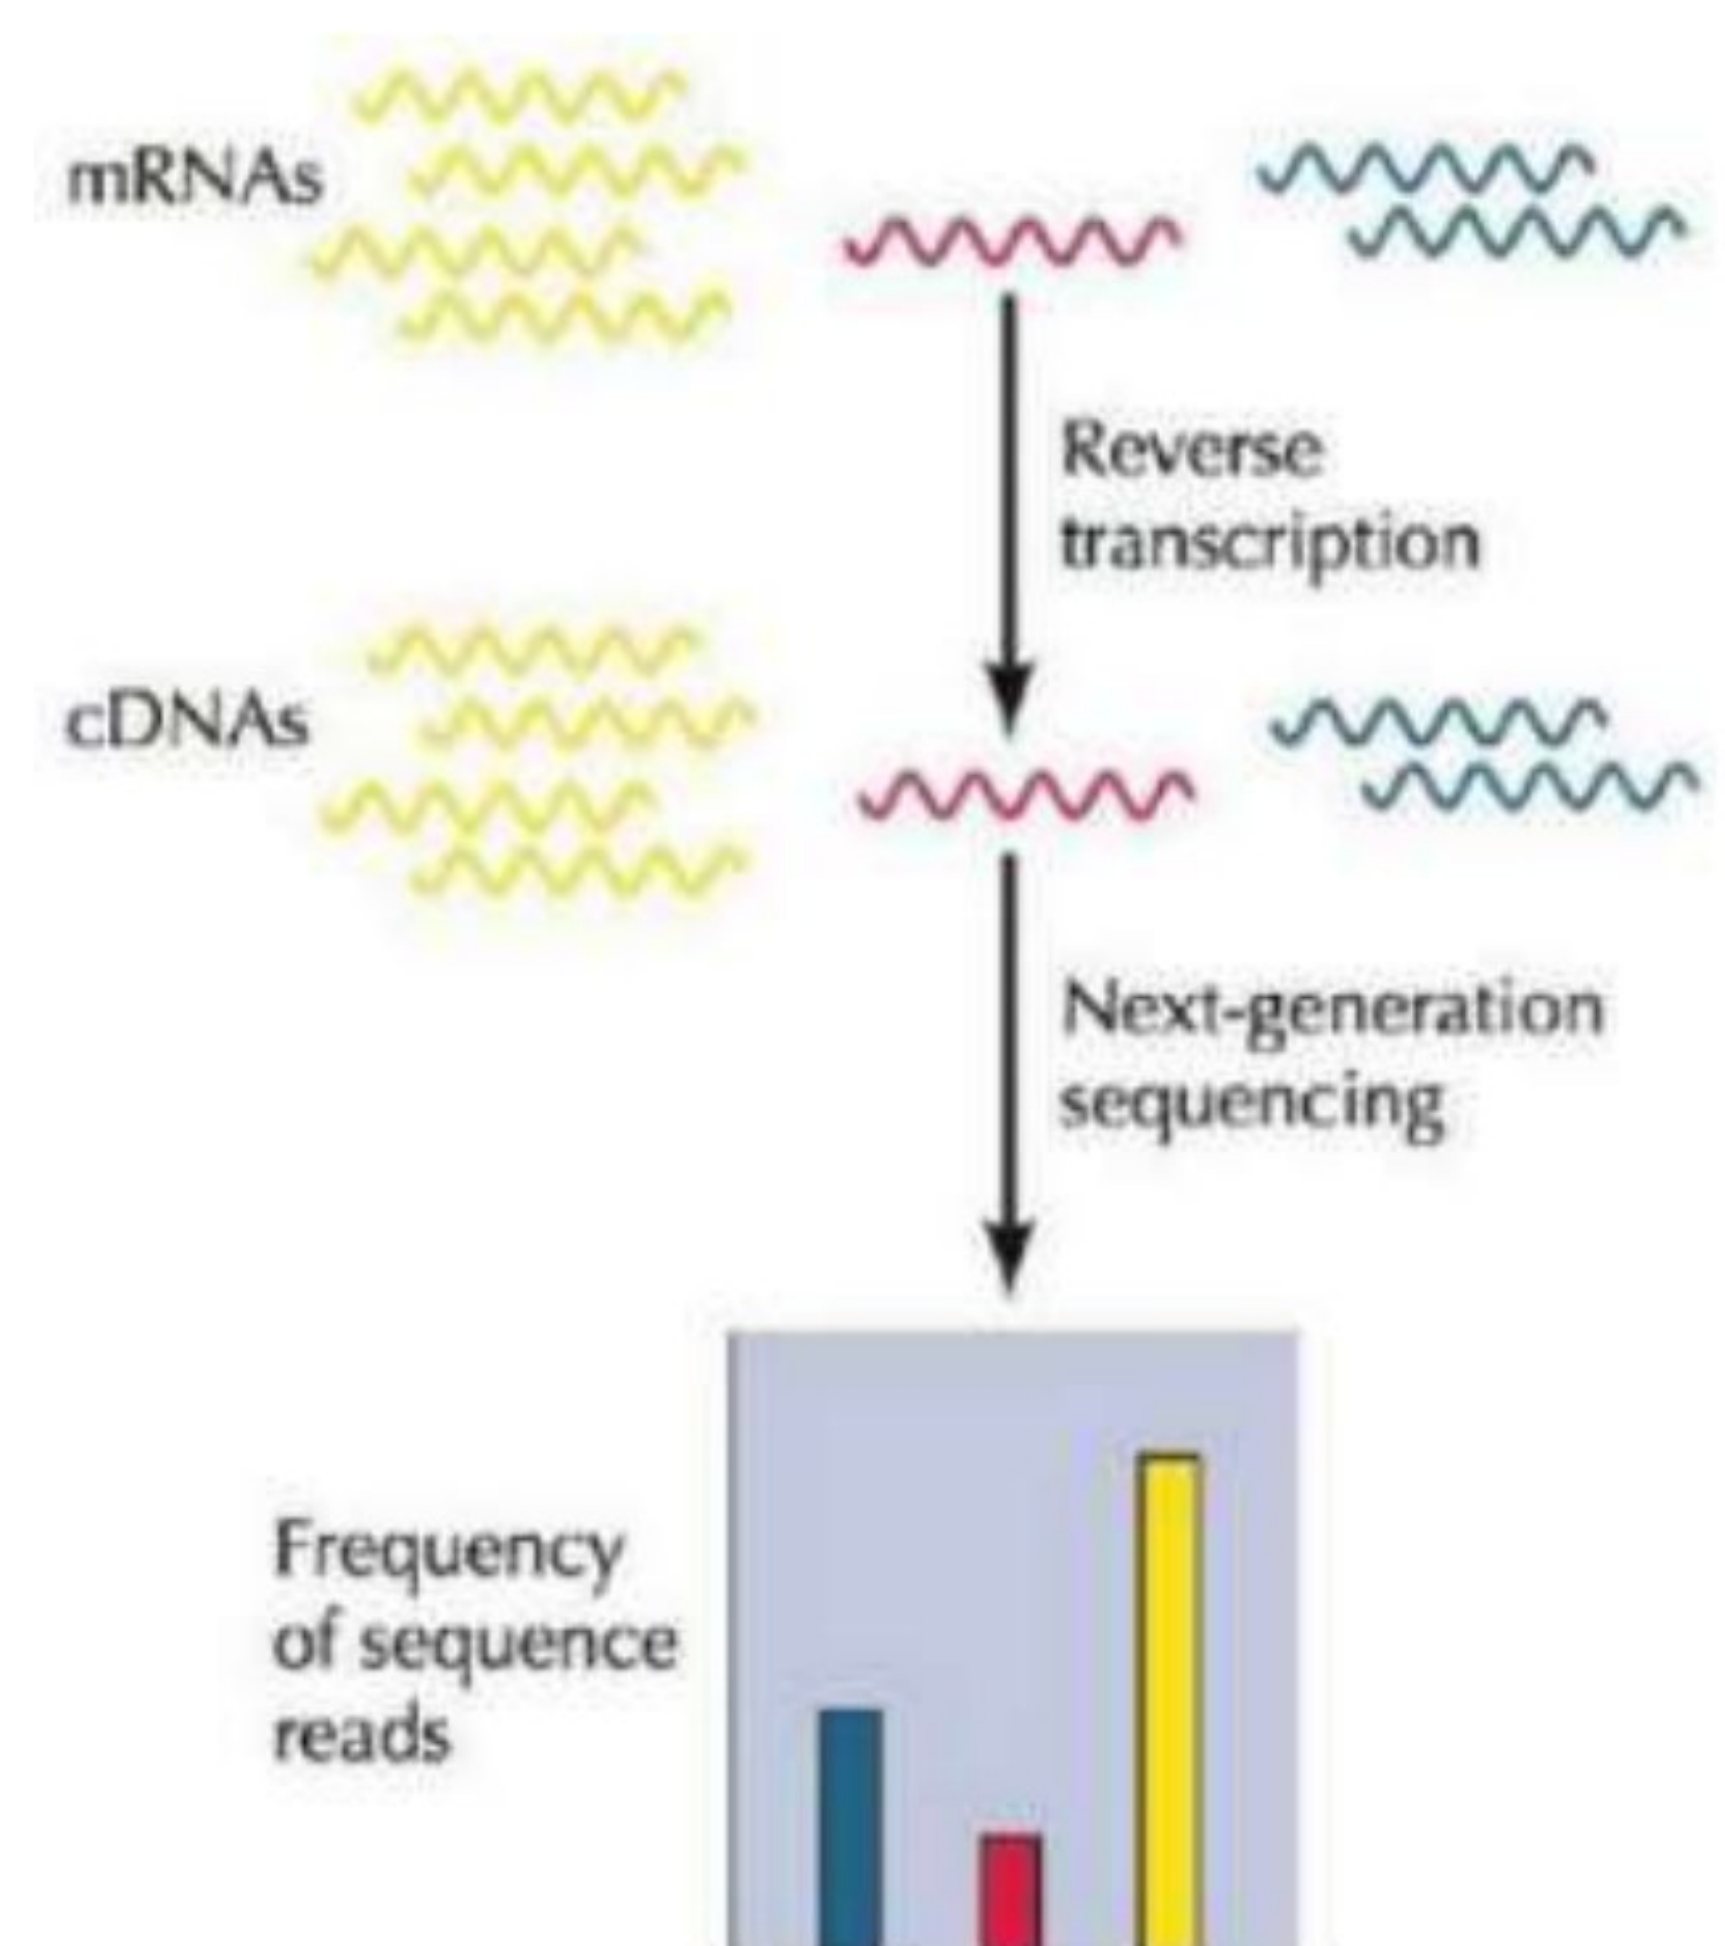 mRNAs
Reverse
transcription
cDNAs
Next-generation
sequencing
Frequency
of sequence
reads